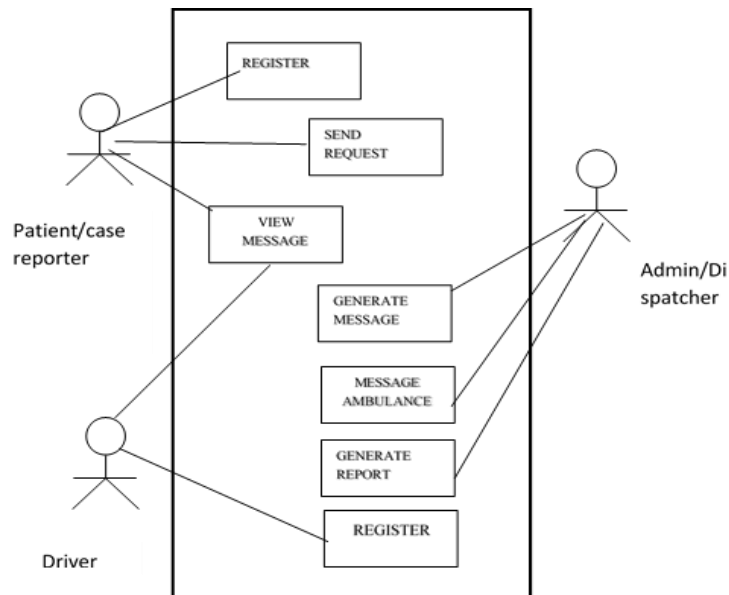 REGISTER
SEND
REQUEST
Patient/case
reporter
VIEW
MESSAGE
Admin/Di
spatcher
GENERATE
MESSAGE
MESSAGE
AMBULANCE
GENERATE
REPORT
REGISTER
Driver